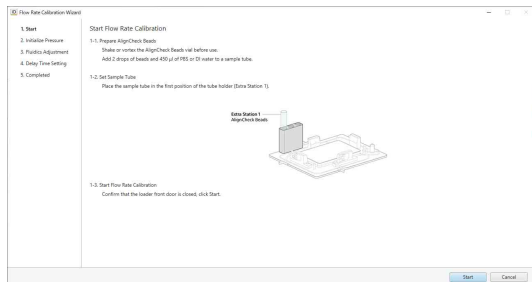 Flow Rate Calibration Wizard
1. Start
2. Initialize Pressure
3. Fluidics Adjustment
4. Delay Time Setting
5. Completed
Start Flow Rate Calibration
1-1. Prepare AlignCheck Beads
Shake or vortex the AlignCheck Beads vial before use.
Add 2 drops of beads and 450 µl of PBS or DI water to a sample tube.
1-2. Set Sample Tube
Place the sample tube in the first position of the tube holder (Extra Station 1).
Extra Station 1
AlignCheck Beads
1-3. Start Flow Rate Calibration
Confirm that the loader front door is closed, click Start.
Start
Cancel